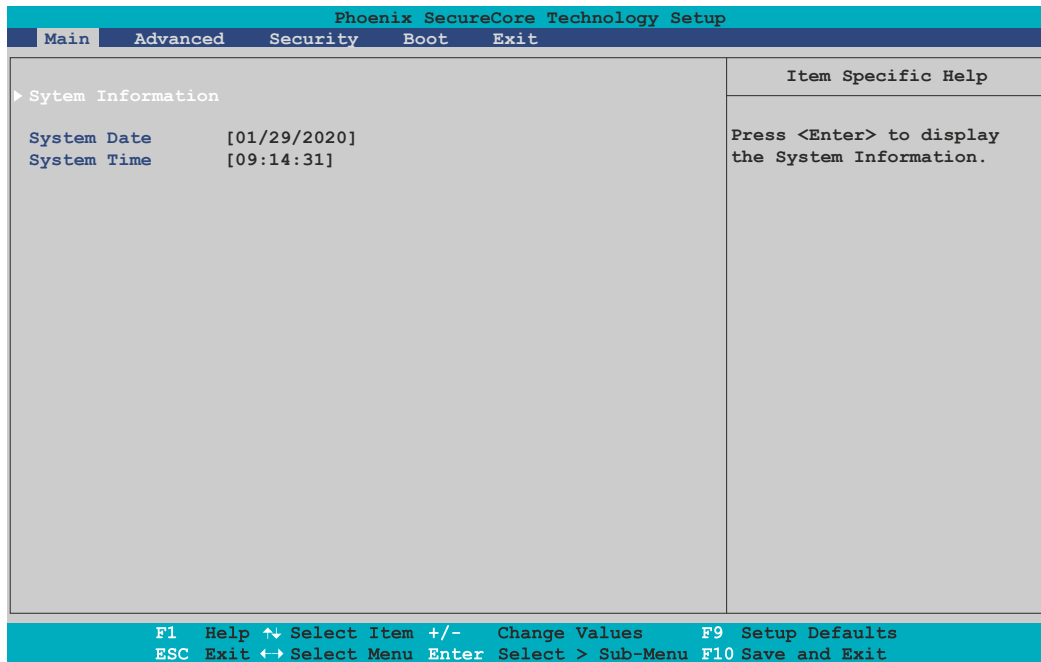 Phoenix SecureCore Technology Setup
Main Advanced Security Boot Exit
Item Specific Help
Sytem Information
System Date [01/29/2020]
System Time [09:14:31]
Press <Enter> to display
the System Information.
F1 Help ↑↓ Select Item +/- Change Values F9 Setup Defaults
ESC Exit ←→ Select Menu Enter Select > Sub-Menu F10 Save and Exit